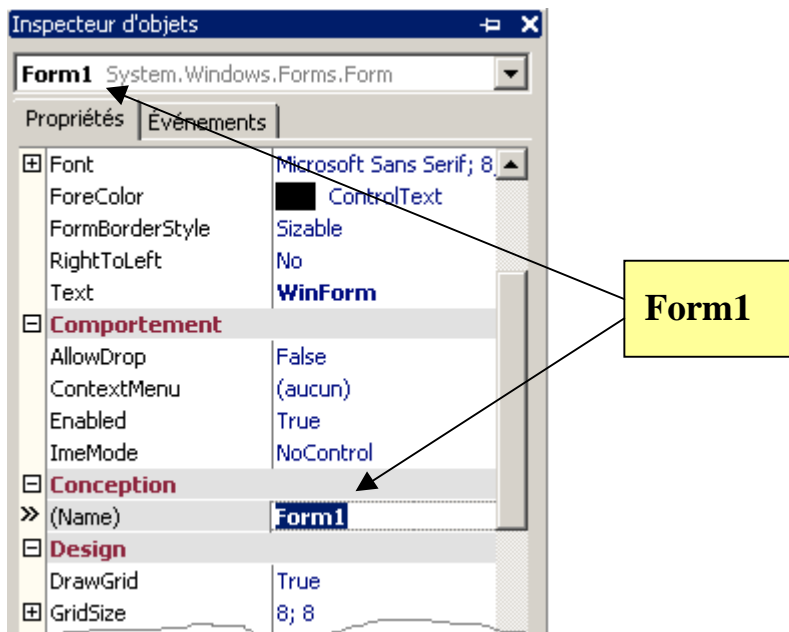 Inspecteur d'objets
Form1 System.Windows.Forms.Form
Propriétés Événements
Font Microsoft Sans Serif; 8,
ForeColor ControlText
FormBorderStyle Sizable
RightToLeft No
Text WinForm
Comportement
AllowDrop False
ContextMenu (aucun)
Enabled True
ImeMode NoControl
Conception
(Name) Form1
Design
DrawGrid True
GridSize 8; 8
Form1